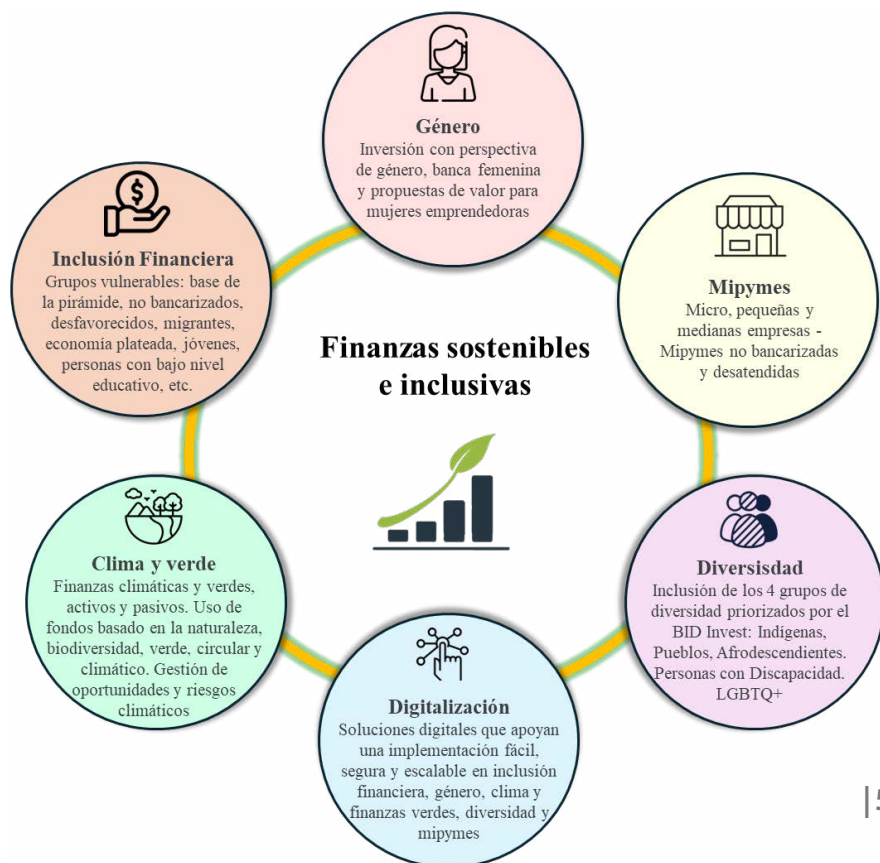 Género
Inversión con perspectiva
de género, banca femenina
y propuestas de valor para
mujeres emprendedoras
Inclusión Financiera
Grupos vulnerables: base de
la pirámide, no bancarizados,
desfavorecidos, migrantes,
economía plateada, jóvenes,
personas con bajo nivel
educativo, etc.
Mipymes
Micro, pequeñas y
medianas empresas -
Mipymes no bancarizadas
y desatendidas
Finanzas sostenibles
e inclusivas
Clima y verde
Finanzas climáticas y verdes,
activos y pasivos. Uso de
fondos basado en la naturaleza,
biodiversidad, verde, circular y
climático. Gestión de
oportunidades y riesgos
climáticos
Diversisdad
Inclusión de los 4 grupos de
diversidad priorizados por el
BID Invest: Indígenas,
Pueblos, Afrodescendientes.
Personas con Discapacidad.
LGBTQ+
Digitalización
Soluciones digitales que apoyan
una implementación fácil,
segura y escalable en inclusión
financiera, género, clima y
finanzas verdes, diversidad y
mipymes